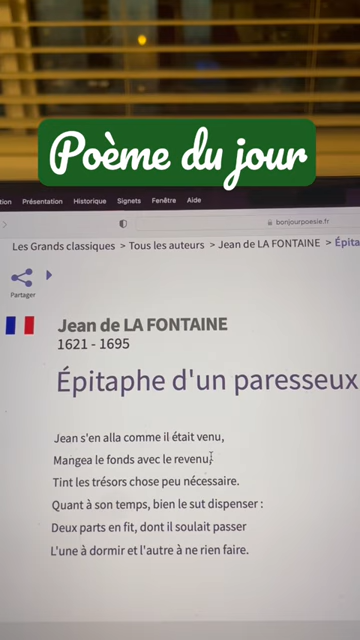 Poème du jour
tion Présentation Historique Signets Fenêtre Aide
bonjourpoesie.fr
Les Grands classiques > Tous les auteurs > Jean de LA FONTAINE > Épita
Partager
Jean de LA FONTAINE
1621 - 1695
Épitaphe d'un paresseux
Jean s'en alla comme il était venu,
Mangea le fonds avec le revenu,
Tint les trésors chose peu nécessaire.
Quant à son temps, bien le sut dispenser :
Deux parts en fit, dont il soulait passer
L'une à dormir et l'autre à ne rien faire.